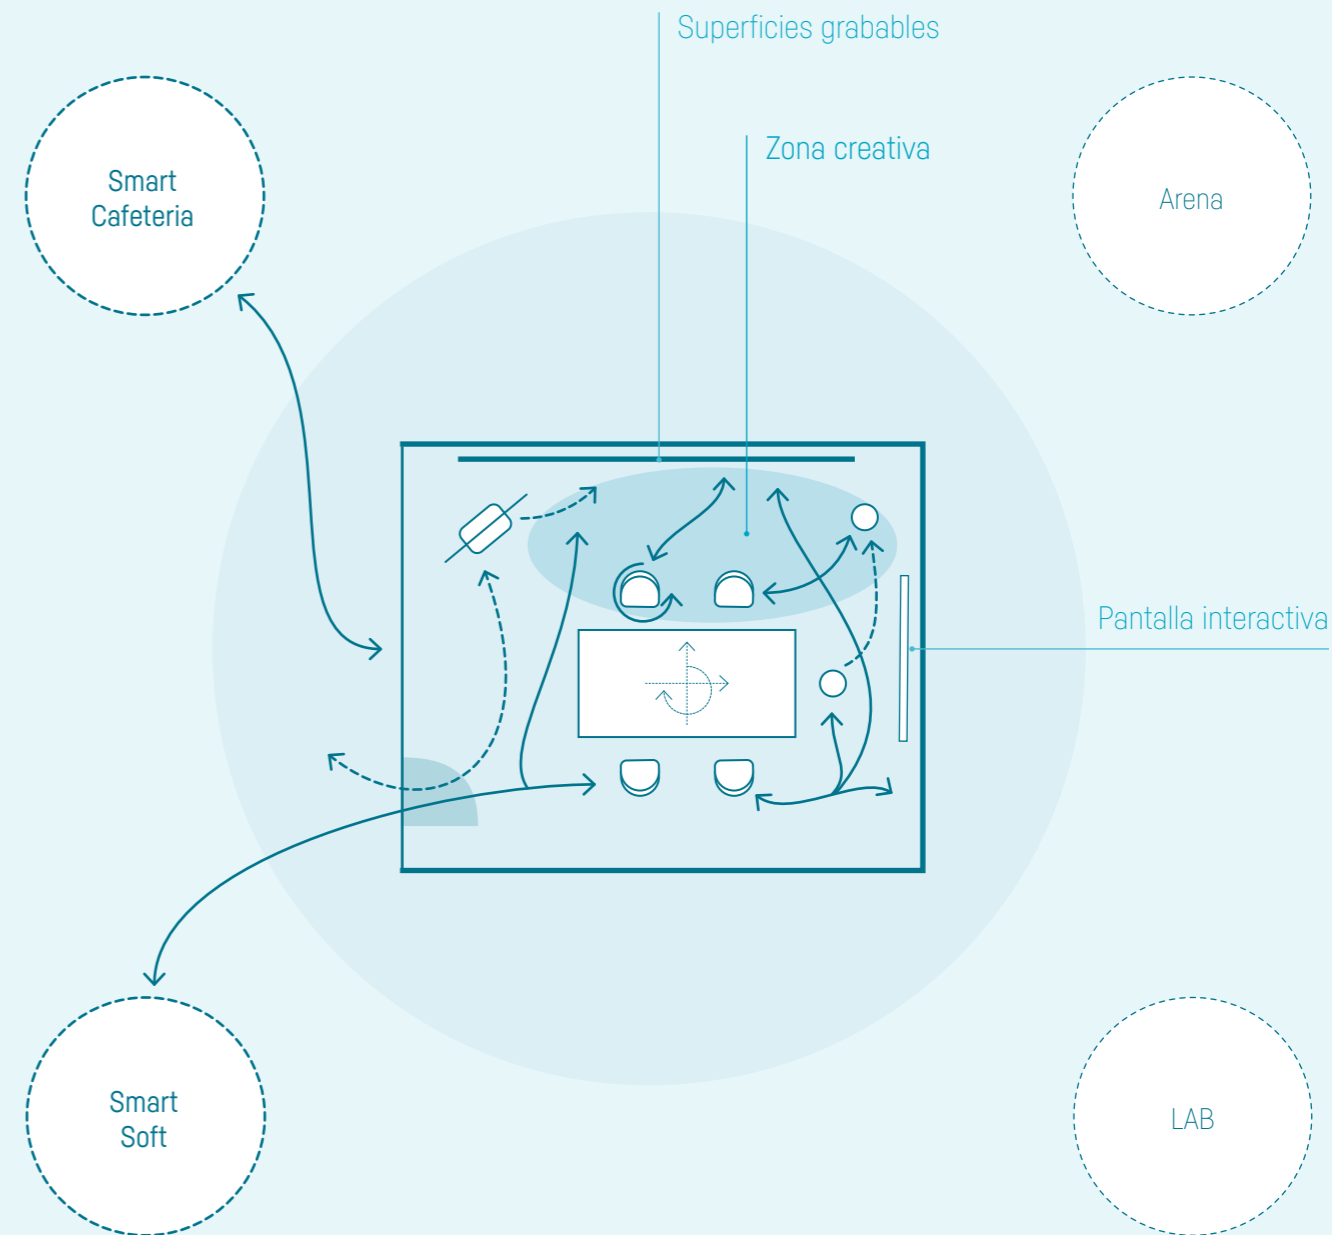 Superficies grabables
Zona creativa
Smart
Cafeteria
Arena
Pantalla interactiva
Smart
Soft
LAB